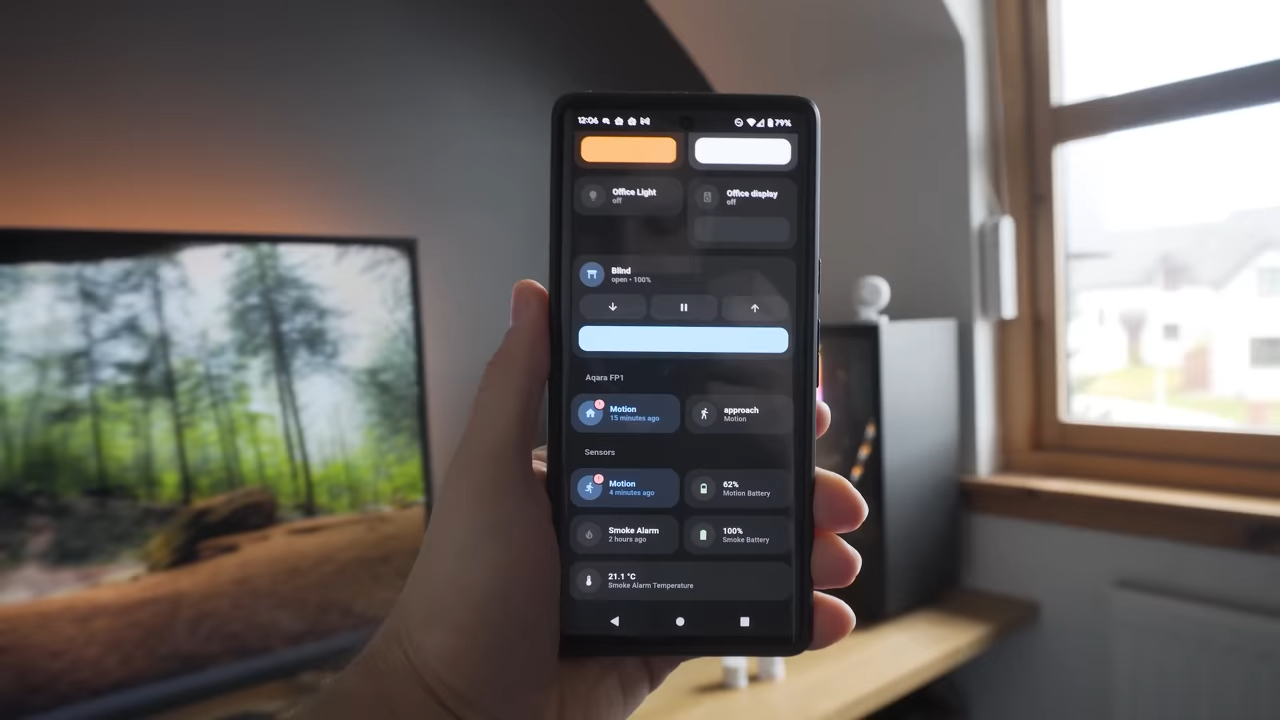 12:06
79%
Office Light
off
Office display
off
Blind
open • 100%
Aqara FP1
Motion
15 minutes ago
approach
Motion
Sensors
Motion
4 minutes ago
62%
Motion Battery
Smoke Alarm
2 hours ago
100%
Smoke Battery
21.1 °C
Smoke Alarm Temperature